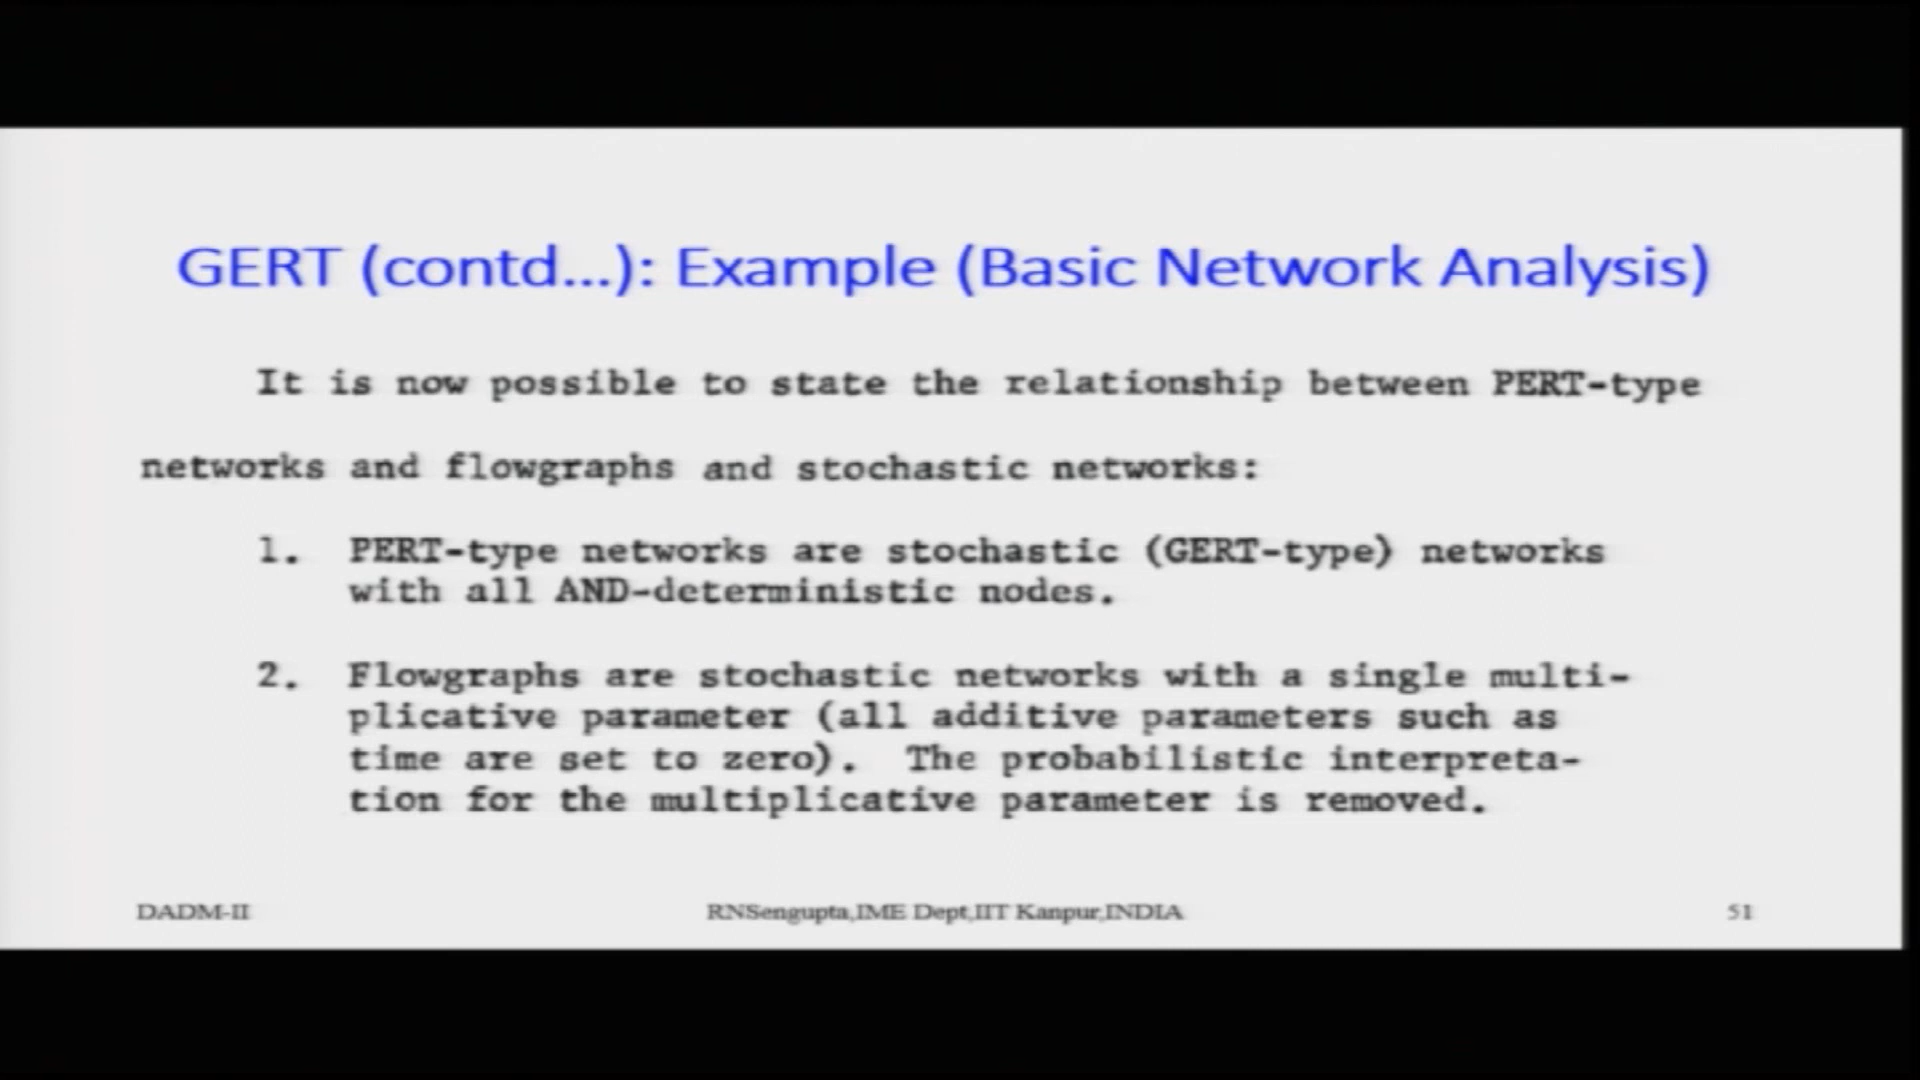 GERT (contd...): Example (Basic Network Analysis)
It is now possible to state the relationship between PERT-type
networks and flowgraphs and stochastic networks:
1. PERT-type networks are stochastic (GERT-type) networks
with all AND-deterministic nodes.
2. Flowgraphs are stochastic networks with a single multi-
plicative parameter (all additive parameters such as
time are set to zero). The probabilistic interpreta-
tion for the multiplicative parameter is removed.
DADM-II RNSengupta,IME Dept,IIT Kanpur,INDIA 51